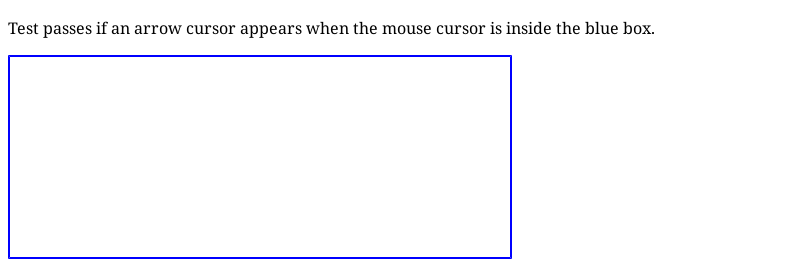 Test passes if an arrow cursor appears when the mouse cursor is inside the blue box.